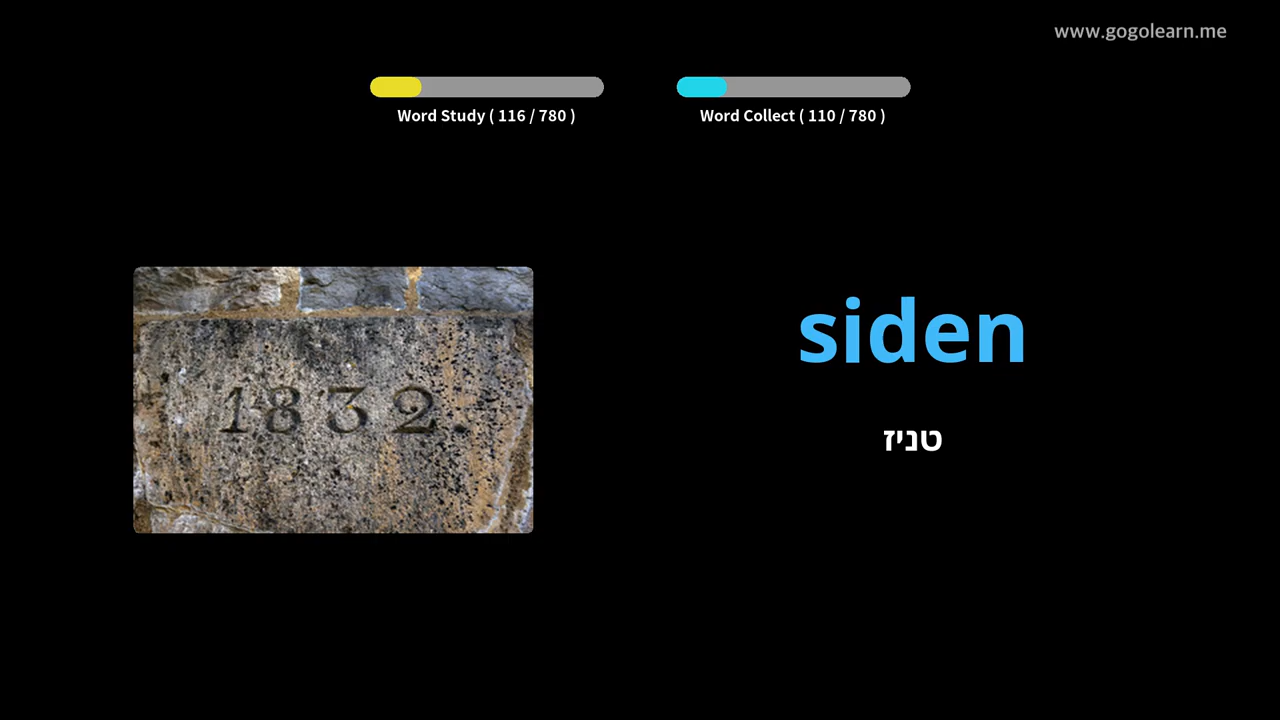 www.gogolearn.me
Word Study ( 116 / 780 )
Word Collect ( 110 / 780 )
siden
1832.
טניז